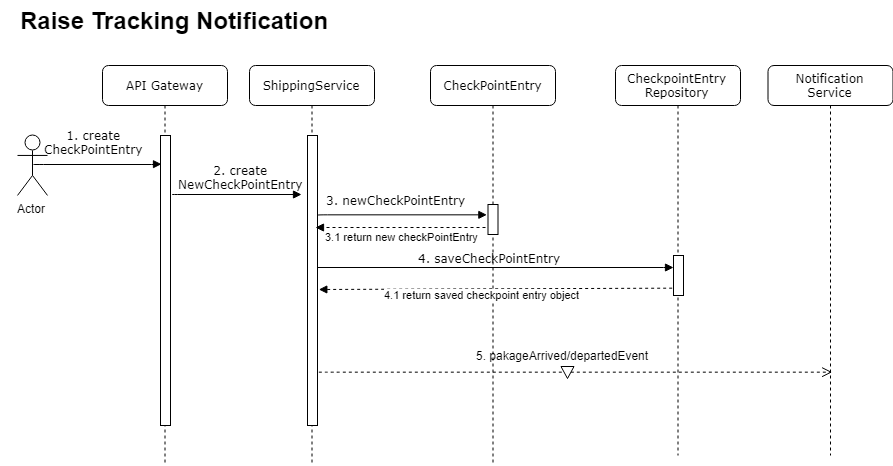 Raise Tracking Notification
API Gateway
ShippingService
CheckPointEntry
CheckpointEntry
Repository
Notification
Service
1. create
CheckPointEntry
Actor
2. create
NewCheckPointEntry
3. newCheckPointEntry
3.1 return new checkPointEntry
4. saveCheckPointEntry
4.1 return saved checkpoint entry object
5. pakageArrived/departedEvent